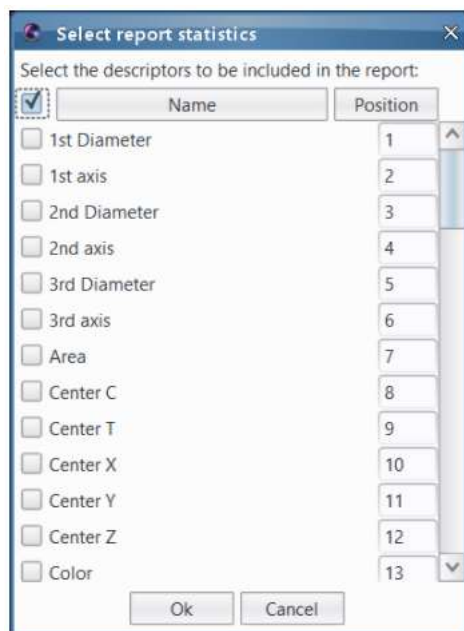 Select report statistics
Select the descriptors to be included in the report:
Name Position
1st Diameter 1
1st axis 2
2nd Diameter 3
2nd axis 4
3rd Diameter 5
3rd axis 6
Area 7
Center C 8
Center T 9
Center X 10
Center Y 11
Center Z 12
Color 13
Ok Cancel